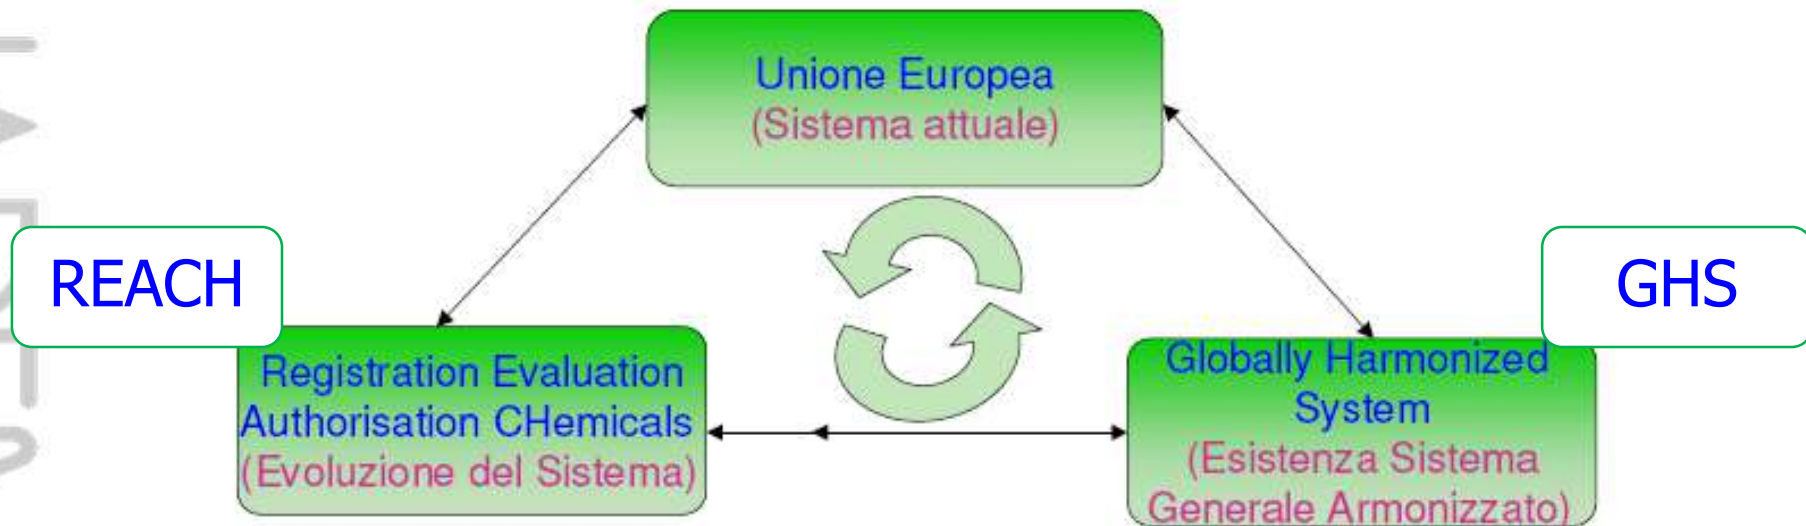 Unione Europea
(Sistema attuale)
REACH
Registration Evaluation
Authorisation CHemicals
(Evoluzione del Sistema)
GHS
Globally Harmonized
System
(Esistenza Sistema
Generale Armonizzato)